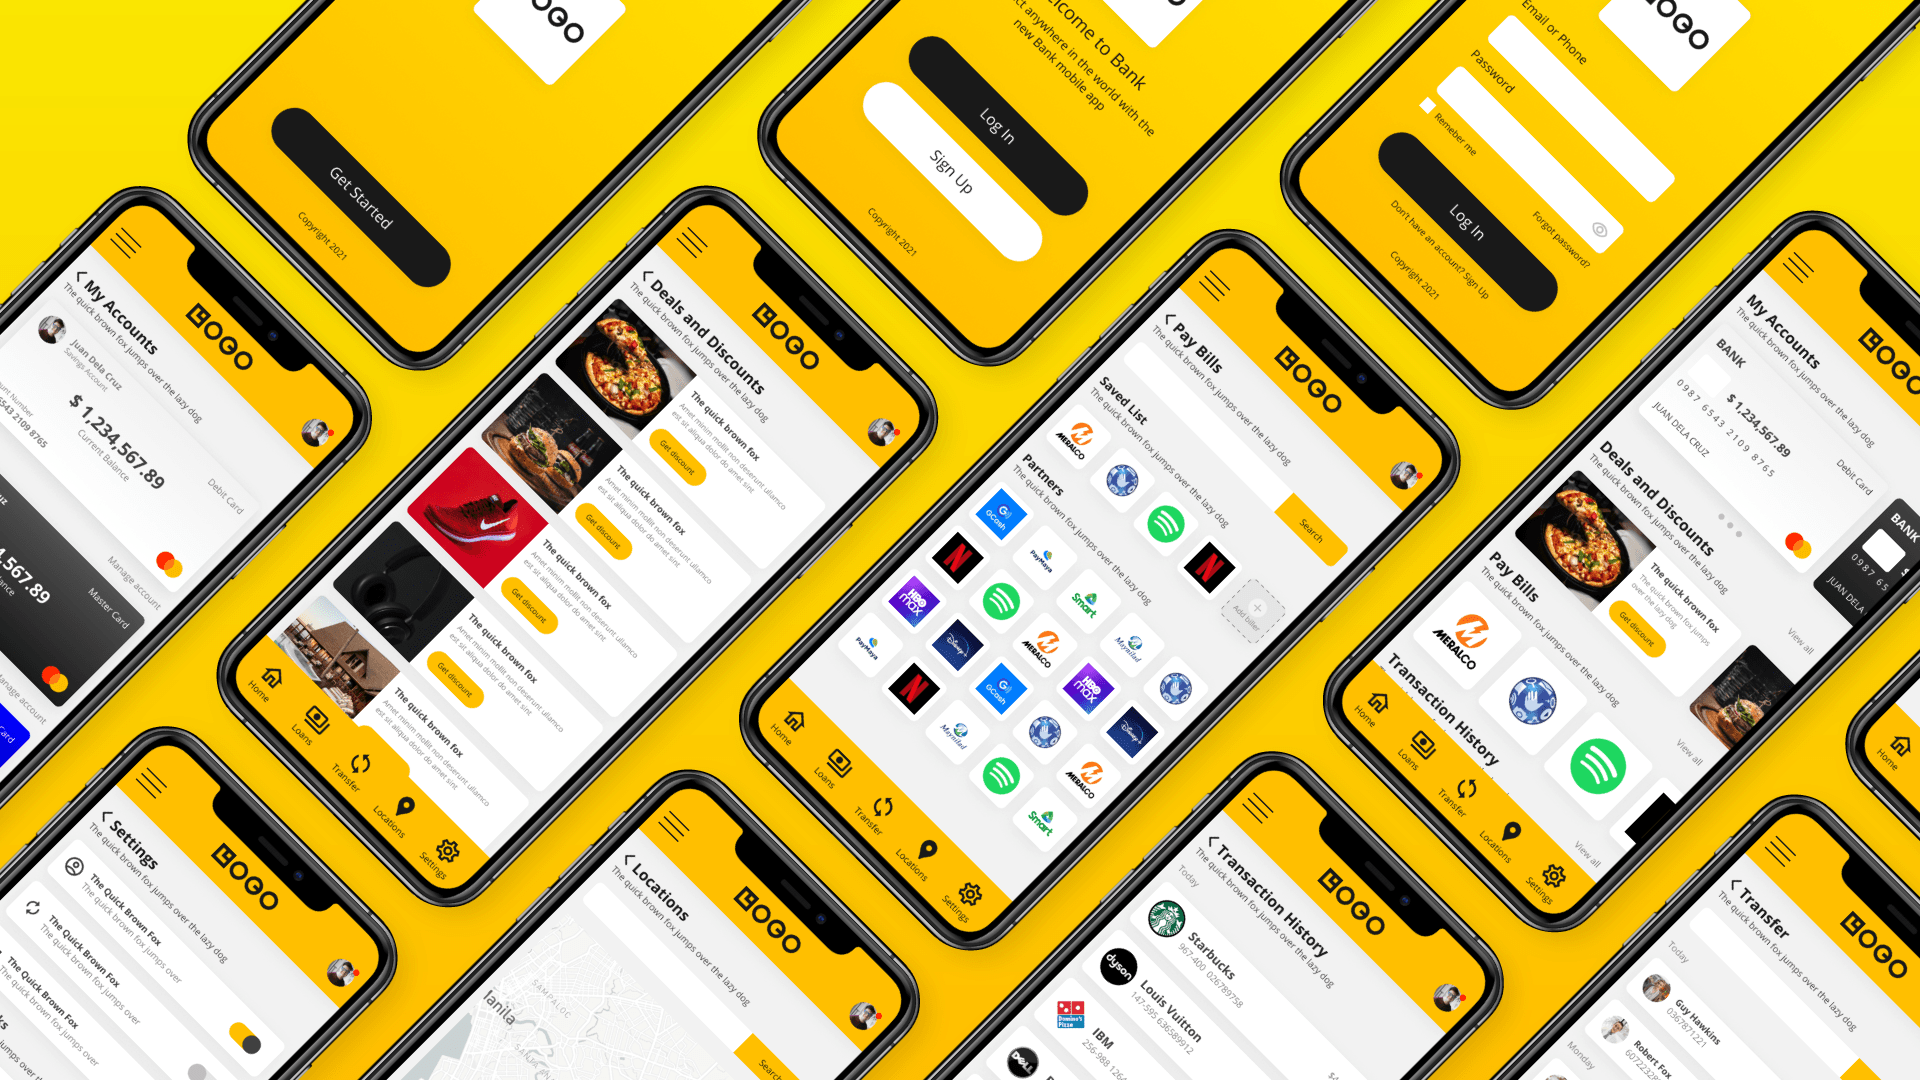 LOGO
Get Started
Copyright 2021
Welcome to Bank
anywhere in the world with the
new Bank mobile app
Log In
Sign Up
Copyright 2021
LOGO
Email or Phone
Password
Remeber me
Forgot password?
Log In
Don't have an account? Sign Up
Copyright 2021
LOGO
My Accounts
The quick brown fox jumps over the lazy dog
Juan Dela Cruz
Savings Account
Number
6543 2109 8765
$ 1,234,567.89
Current Balance
Debit Card
Manage account
4,567.89
Master Card
Manage account
Card
LOGO
Deals and Discounts
The quick brown fox jumps over the lazy dog
The quick brown fox
Amet minim mollit non deserunt ullamco
est sit aliqua dolor do amet sint
Get discount
The quick brown fox
Amet minim mollit non deserunt ullamco
est sit aliqua dolor do amet sint
Get discount
The quick brown fox
Amet minim mollit non deserunt ullamco
est sit aliqua dolor do amet sint
Get discount
The quick brown fox
Amet minim mollit non deserunt ullamco
est sit aliqua dolor do amet sint
Get discount
The quick brown fox
Amet minim mollit non deserunt ullamco
est sit aliqua dolor do amet sint
Home
Loans
Transfer
Locations
Settings
LOGO
Pay Bills
The quick brown fox jumps over the lazy dog
Search
Saved List
The quick brown fox jumps over the lazy dog
MERALCO
N
Add biller
Partners
The quick brown fox jumps over the lazy dog
GCash
PayMaya
Smart
Maynilad
N
MERALCO
HBO max
Disney+
GCash
HBO max
Disney+
PayMaya
N
Maynilad
MERALCO
Smart
Home
Loans
Transfer
Locations
Settings
LOGO
My Accounts
The quick brown fox jumps over the lazy dog
BANK
$ 1,234,567.89
0987 6543 2109 8765
JUAN DELA CRUZ
Debit Card
BANK
0987 65
JUAN DELA
View all
Deals and Discounts
The quick brown fox jumps over the lazy dog
The quick brown fox
The quick brown fox jumps
over the lazy dog
Get discount
View all
Pay Bills
The quick brown fox jumps over the lazy dog
MERALCO
View all
Transaction History
Home
Loans
Transfer
Locations
Settings
Home
LOGO
Settings
The quick brown fox jumps over the lazy dog
The Quick Brown Fox
The quick brown fox jumps over
The Quick Brown Fox
The quick brown fox jumps over
The Quick Brown Fox
The quick brown fox jumps over
LOGO
Locations
The quick brown fox jumps over the lazy dog
Search
SAMPALOC
LOGO
Transaction History
The quick brown fox jumps over the lazy dog
Today
Starbucks
967-400 026789758
dyson
Louis Vuitton
147-595 636589912
Domino's
Pizza
IBM
256-988 1264
DELL
LOGO
Transfer
The quick brown fox jumps over the lazy dog
Today
Guy Hawkins
0367871221
Robert Fox
Monday